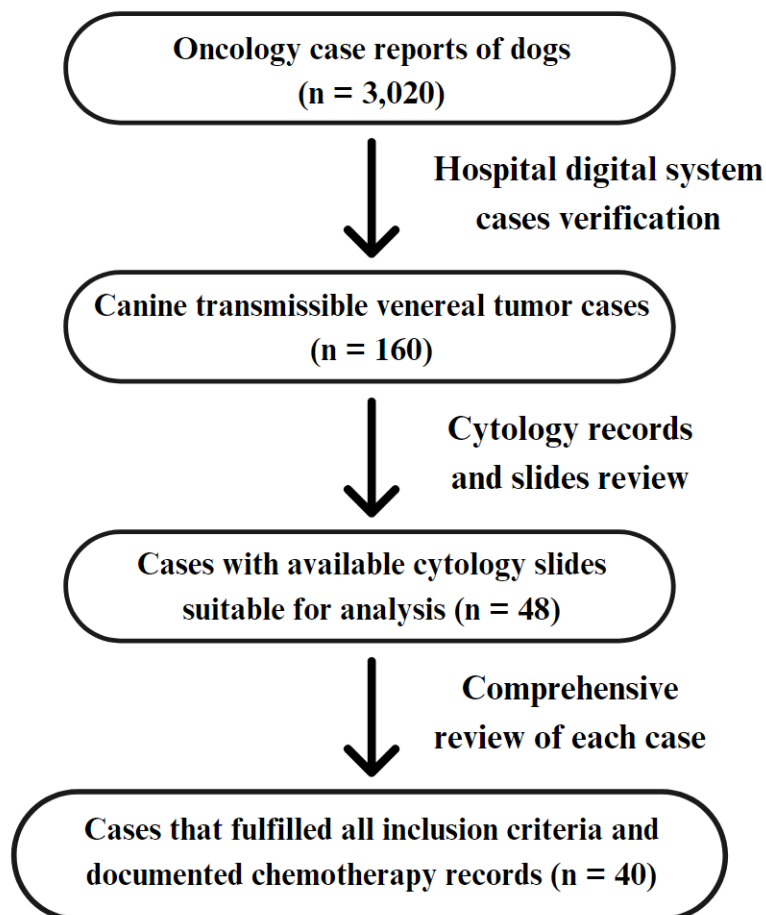 Oncology case reports of dogs
(n = 3,020)
Hospital digital system
cases verification
Canine transmissible venereal tumor cases
(n = 160)
Cytology records
and slides review
Cases with available cytology slides
suitable for analysis (n = 48)
Comprehensive
review of each case
Cases that fulfilled all inclusion criteria and
documented chemotherapy records (n = 40)